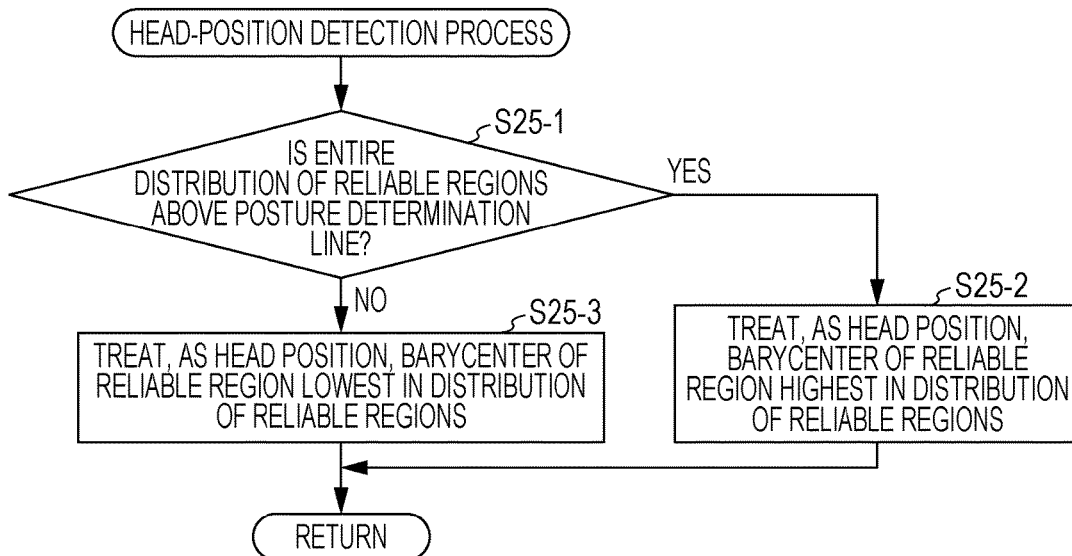 HEAD-POSITION DETECTION PROCESS
S25-1
IS ENTIRE
DISTRIBUTION OF RELIABLE REGIONS
ABOVE POSTURE DETERMINATION
LINE?
YES
NO
S25-3
TREAT, AS HEAD POSITION, BARYCENTER OF
RELIABLE REGION LOWEST IN DISTRIBUTION
OF RELIABLE REGIONS
S25-2
TREAT, AS HEAD POSITION,
BARYCENTER OF RELIABLE
REGION HIGHEST IN DISTRIBUTION
OF RELIABLE REGIONS
RETURN